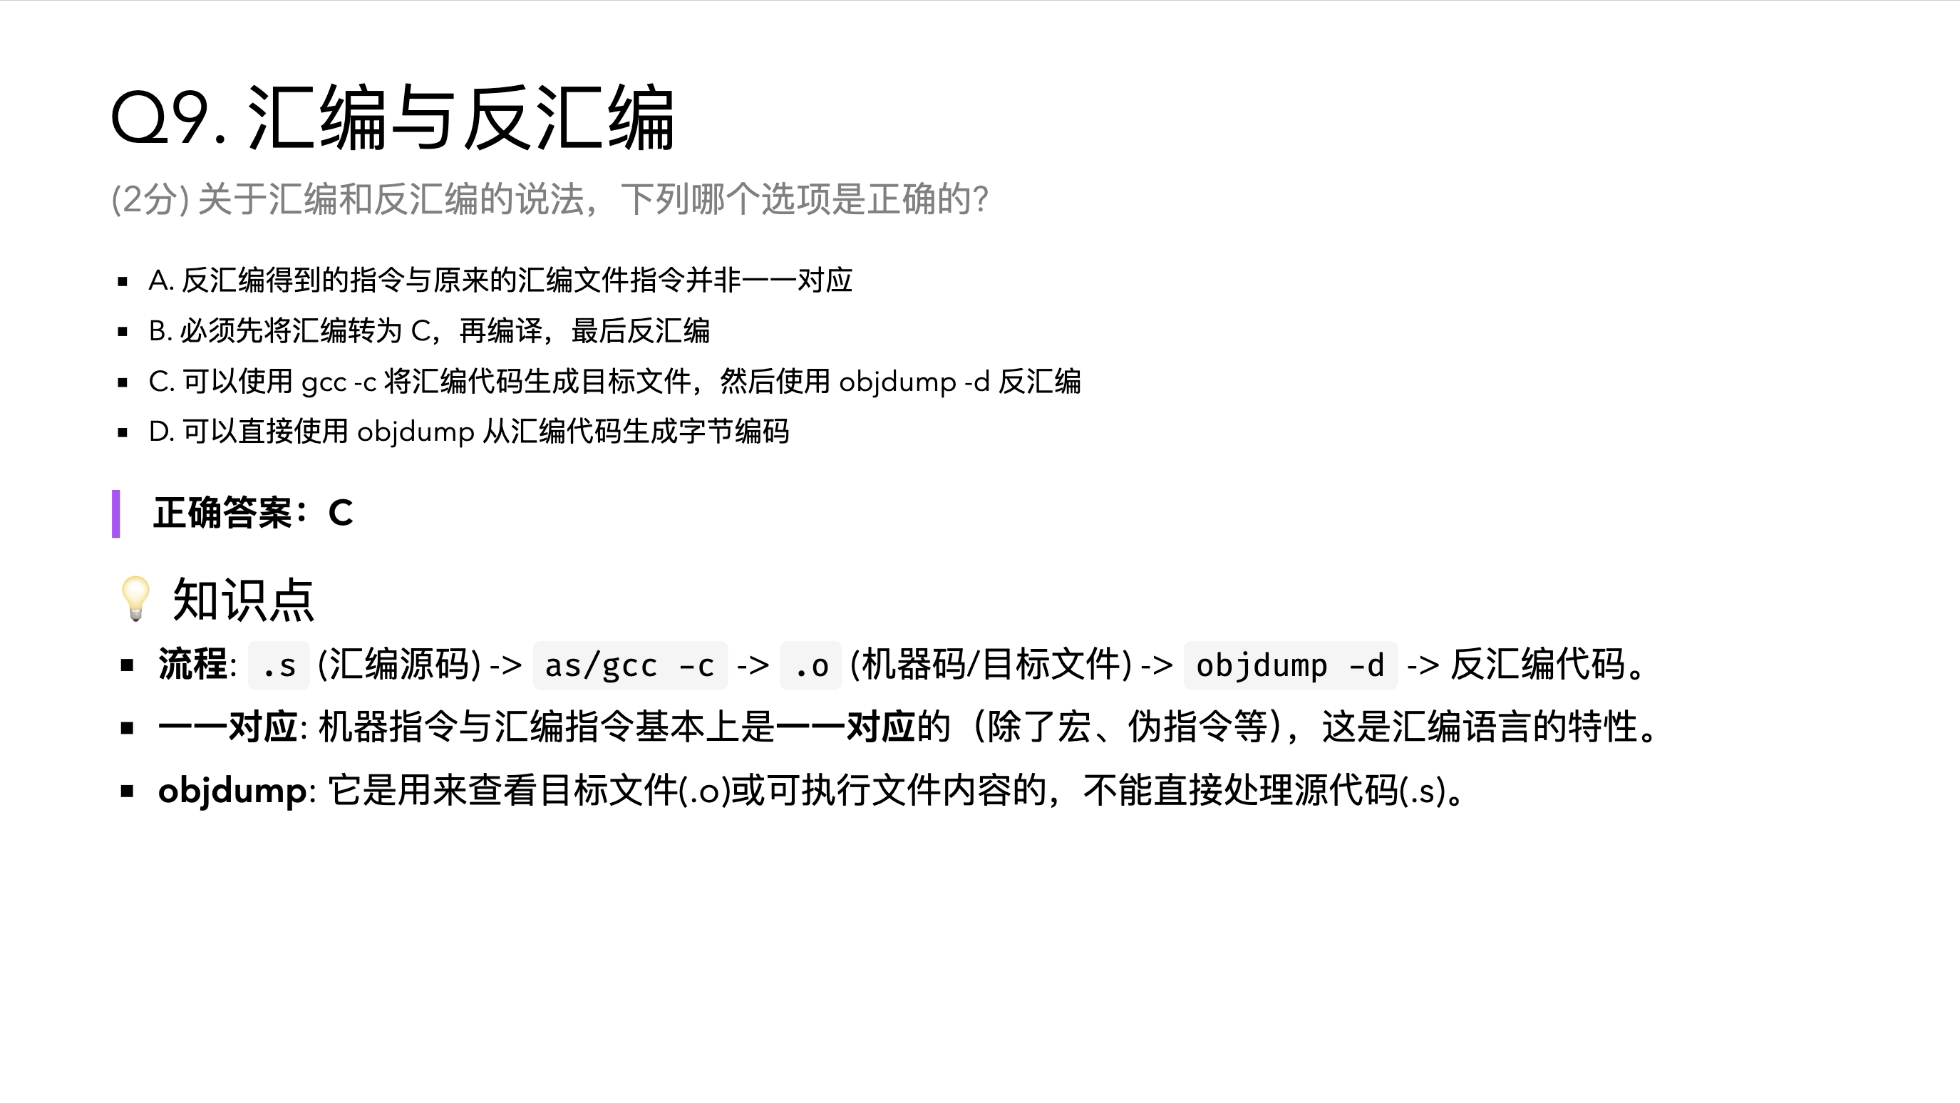 Q9. 汇编与反汇编
(2分) 关于汇编和反汇编的说法，下列哪个选项是正确的？
▪ A. 反汇编得到的指令与原来的汇编文件指令并非一一对应
▪ B. 必须先将汇编转为 C，再编译，最后反汇编
▪ C. 可以使用 gcc -c 将汇编代码生成目标文件，然后使用 objdump -d 反汇编
▪ D. 可以直接使用 objdump 从汇编代码生成字节编码
正确答案：C
💡 知识点
▪ 流程: .s (汇编源码) -> as/gcc -c -> .o (机器码/目标文件) -> objdump -d -> 反汇编代码。
▪ 一一对应: 机器指令与汇编指令基本上是一一对应的（除了宏、伪指令等），这是汇编语言的特性。
▪ objdump: 它是用来查看目标文件(.o)或可执行文件内容的，不能直接处理源代码(.s)。